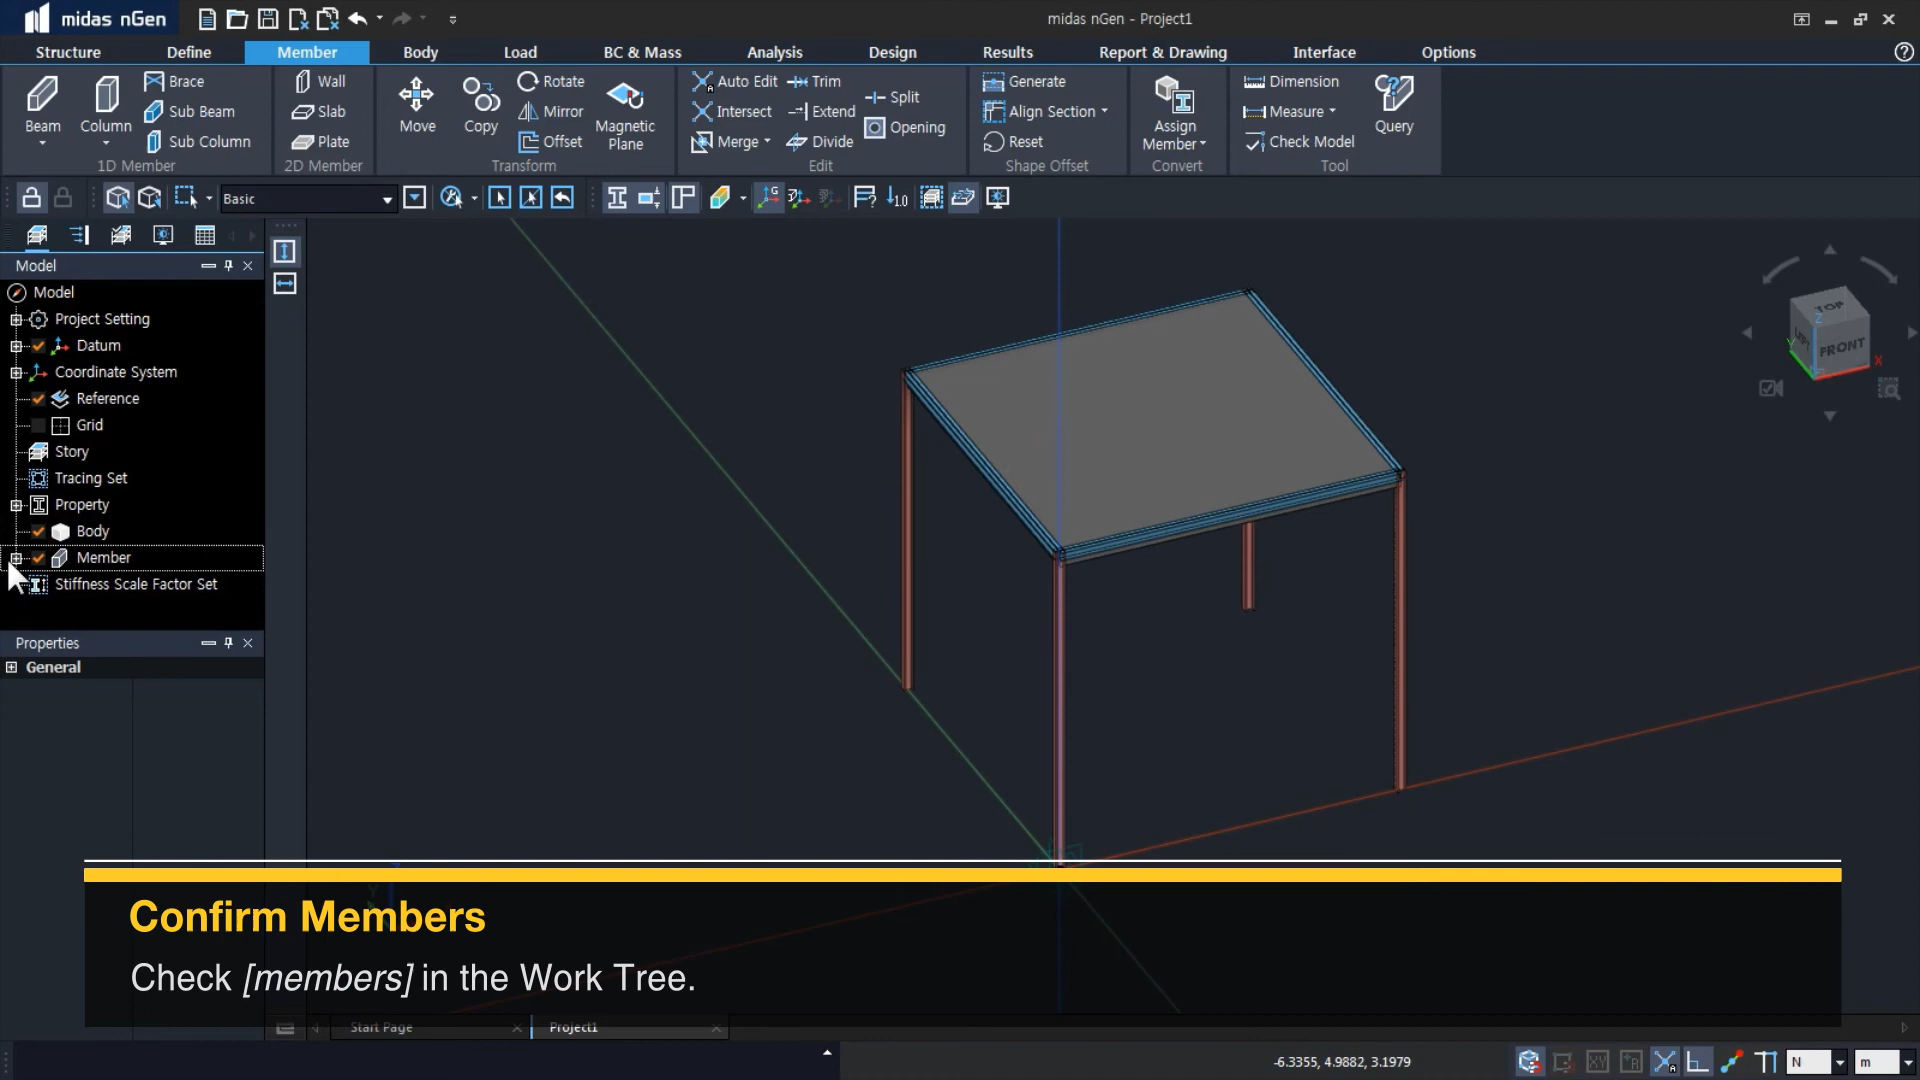 midas nGen
midas nGen - Project1
Structure Define Member Body Load BC & Mass Analysis Design Results Report & Drawing Interface Options
Beam Column Brace Wall Move Copy Rotate Magnetic Plane Auto Edit Trim Split Generate Assign Member Dimension Query
Sub Beam Slab Mirror Intersect Extend Opening Align Section Measure
Sub Column Plate Offset Merge Divide Reset Check Model
1D Member 2D Member Transform Edit Shape Offset Convert Tool
Basic
G
1.0
Model
Model
Project Setting
Datum
Coordinate System
Reference
Grid
Story
Tracing Set
Property
Body
Member
Stiffness Scale Factor Set
Properties
General
TOP
FRONT
LEFT
X
Y
Z
Confirm Members
Check [members] in the Work Tree.
Start Page Project1
-6.3355, 4.9882, 3.1979
N m